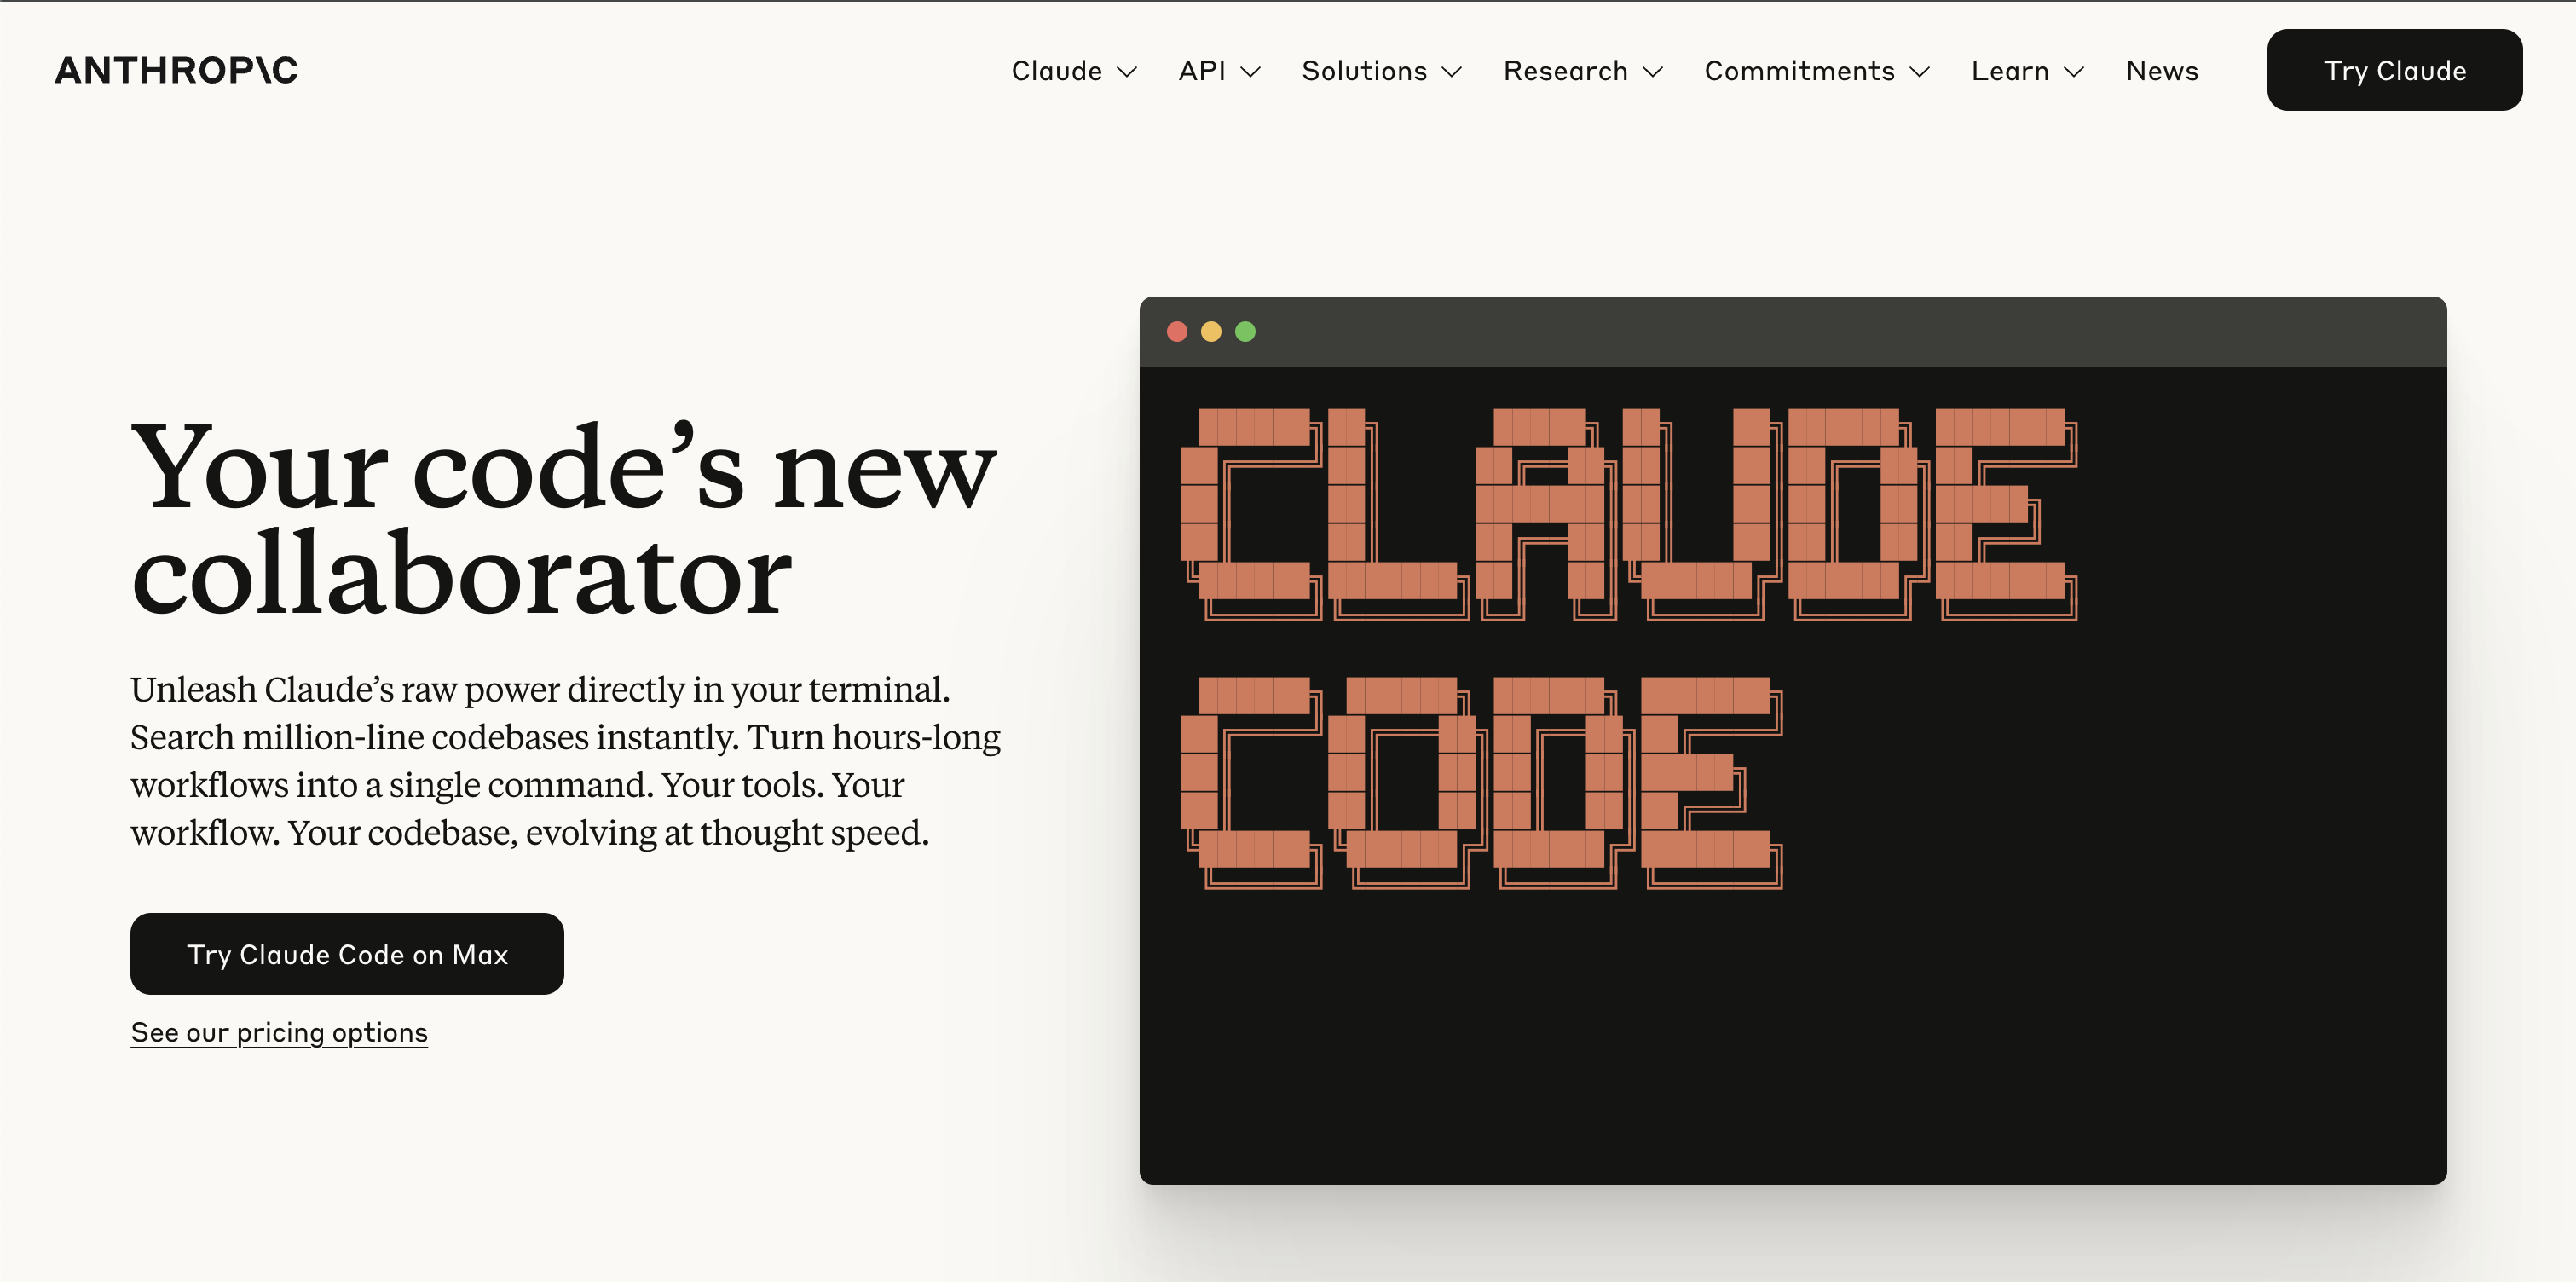 ANTHROP\C
Claude
API
Solutions
Research
Commitments
Learn
News
Try Claude
Your code’s new
collaborator
Unleash Claude’s raw power directly in your terminal.
Search million-line codebases instantly. Turn hours-long
workflows into a single command. Your tools. Your
workflow. Your codebase, evolving at thought speed.
Try Claude Code on Max
See our pricing options
CLAUDE
CODE